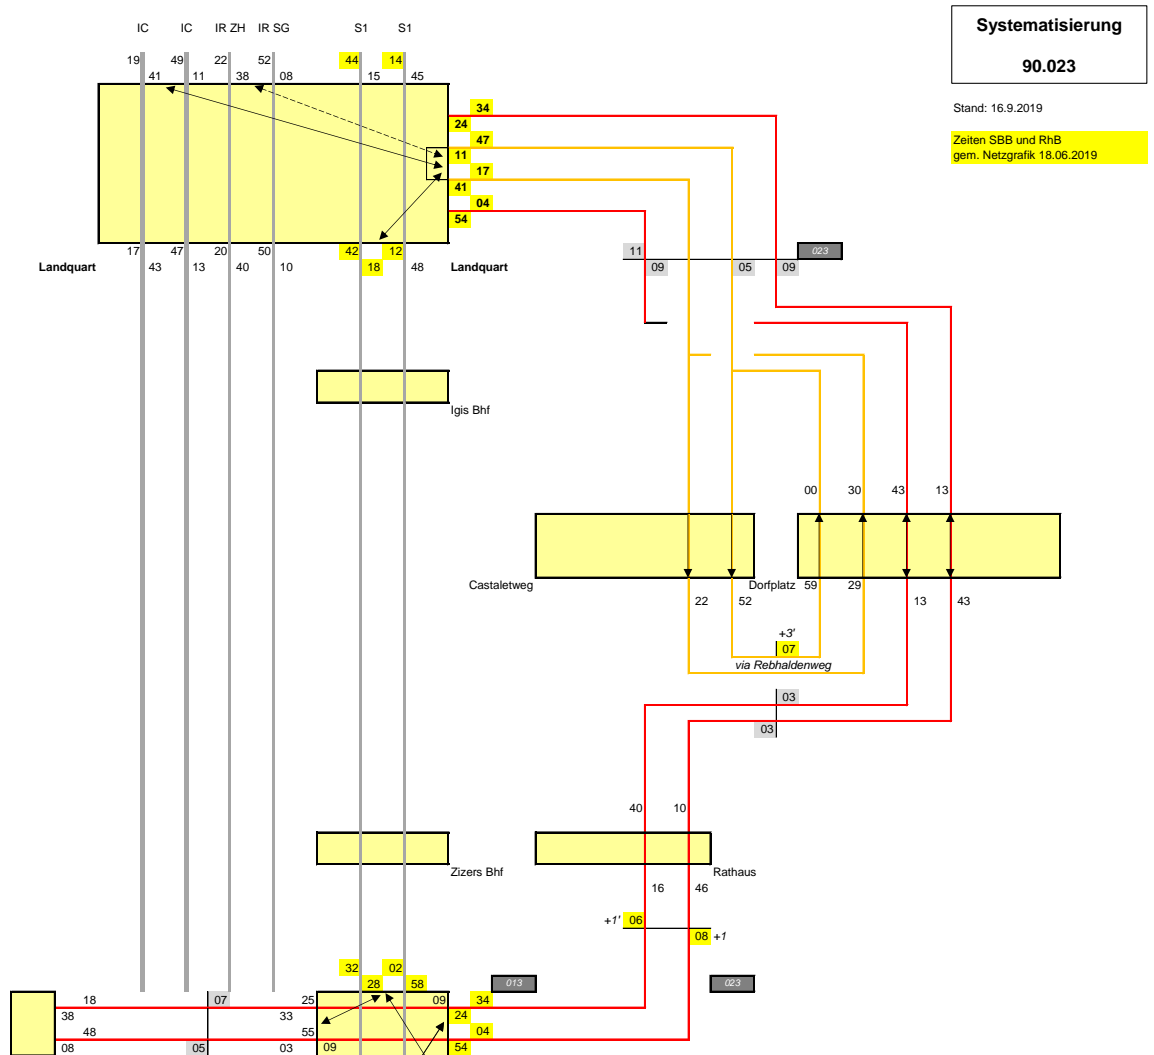 IC IC IR ZH IR SG S1 S1
Systematisierung
90.023
19 49 22 52 44 14
41 11 38 08 15 45
Stand: 16.9.2019
34
24
47
Zeiten SBB und RhB
gem. Netzgrafik 18.06.2019
11
17
41
04
54
17 47 20 50 42 12 11 023
Landquart 43 13 40 10 18 48 Landquart 09 05 09
Igis Bhf
00 30 43 13
Castaletweg Dorfplatz 59 29
22 52 13 43
+3'
07
via Rebhaldenweg
03
03
40 10
Zizers Bhf Rathaus
16 46
+1' 06
08 +1
32 02
28 58 013 023
18 07 25 09 34
38 33 24
48 55 04
08 05 03 09 54